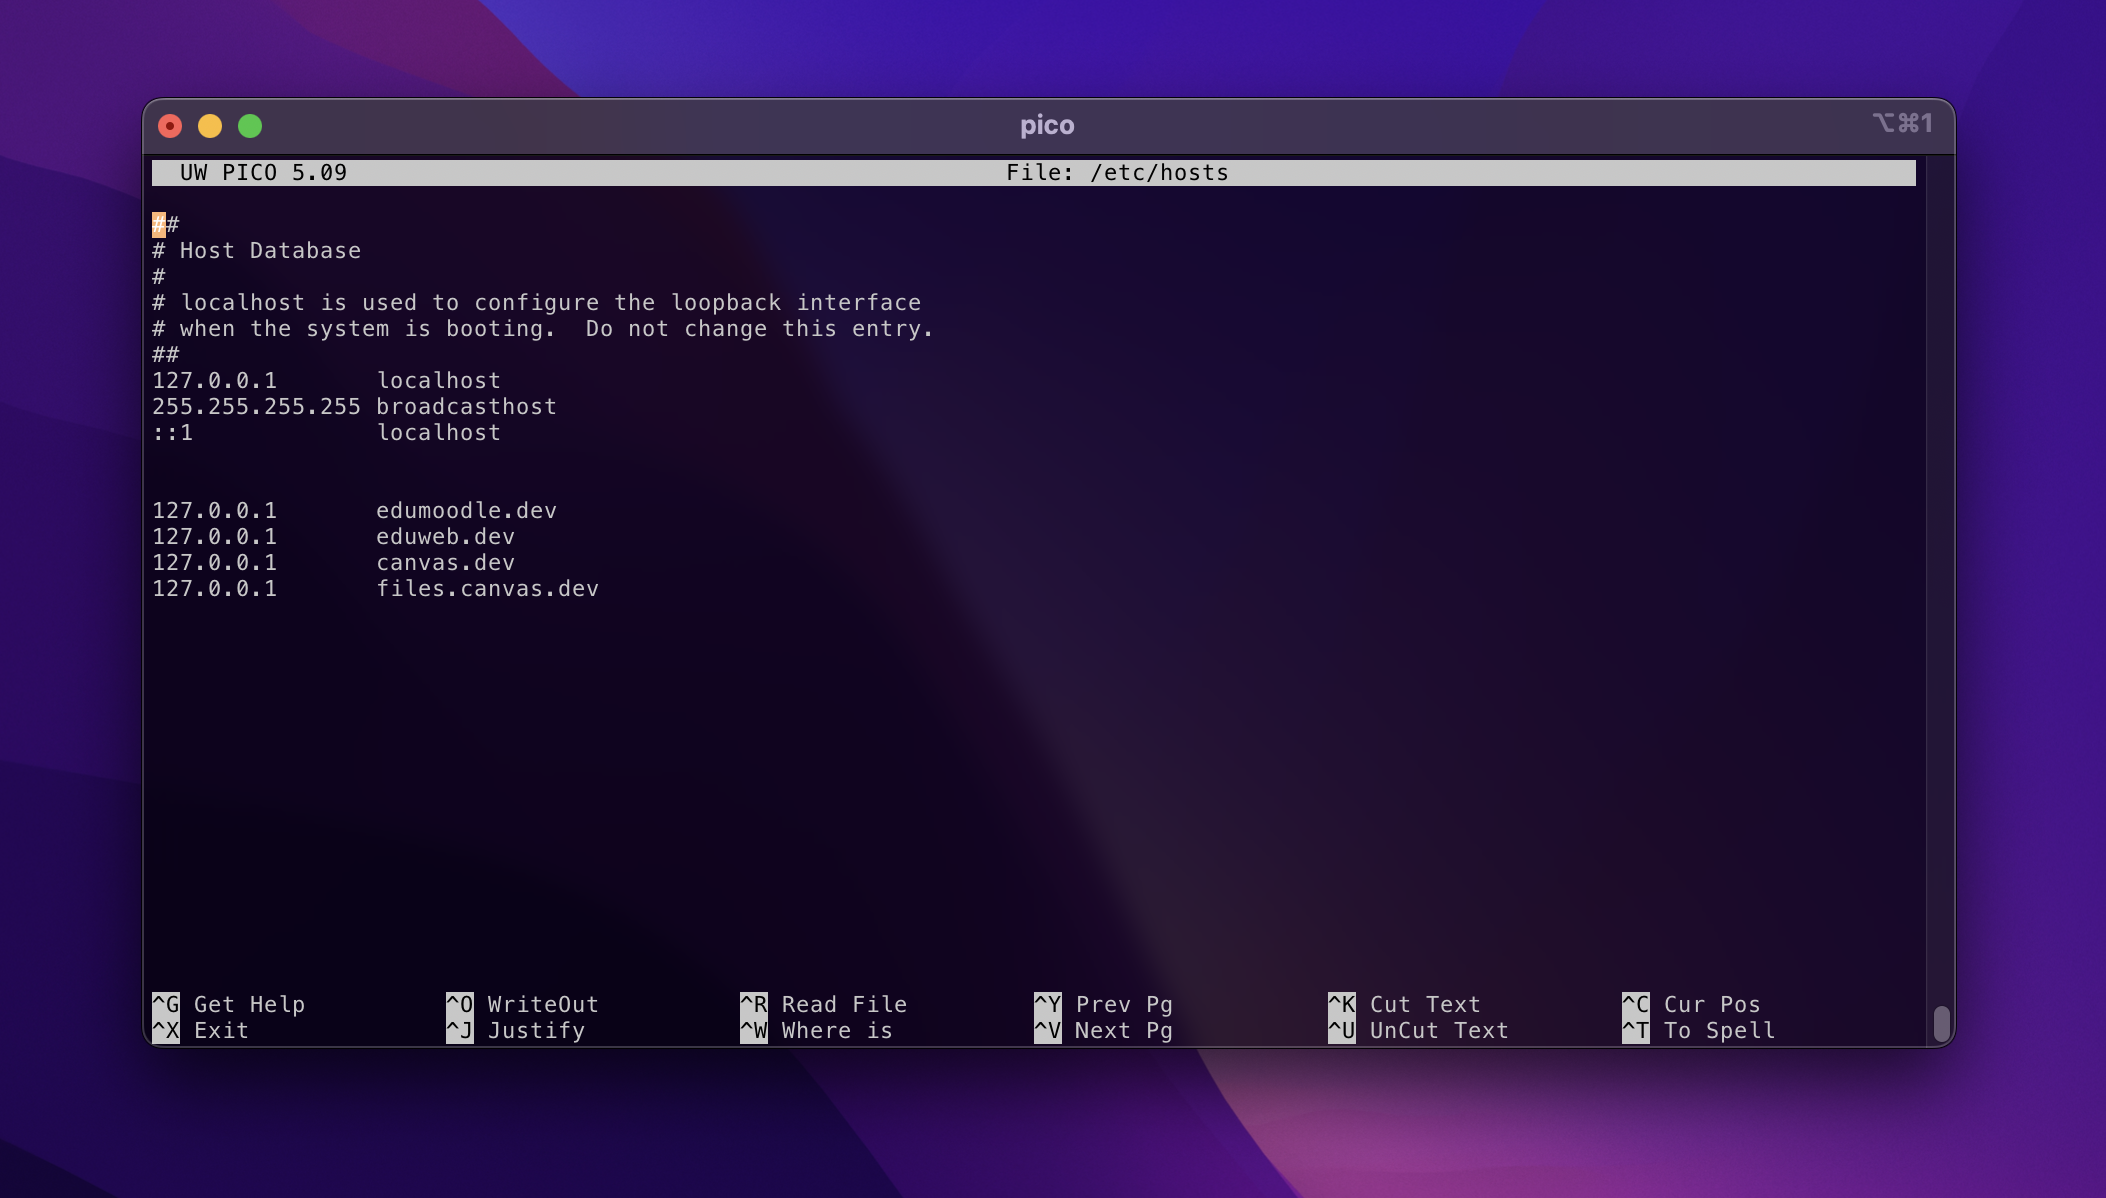 pico ⌥⌘1
UW PICO 5.09 File: /etc/hosts
##
# Host Database
#
# localhost is used to configure the loopback interface
# when the system is booting.  Do not change this entry.
##
127.0.0.1       localhost
255.255.255.255 broadcasthost
::1             localhost
127.0.0.1       edumoodle.dev
127.0.0.1       eduweb.dev
127.0.0.1       canvas.dev
127.0.0.1       files.canvas.dev
^G Get Help ^O WriteOut ^R Read File ^Y Prev Pg ^K Cut Text ^C Cur Pos
^X Exit ^J Justify ^W Where is ^V Next Pg ^U UnCut Text ^T To Spell